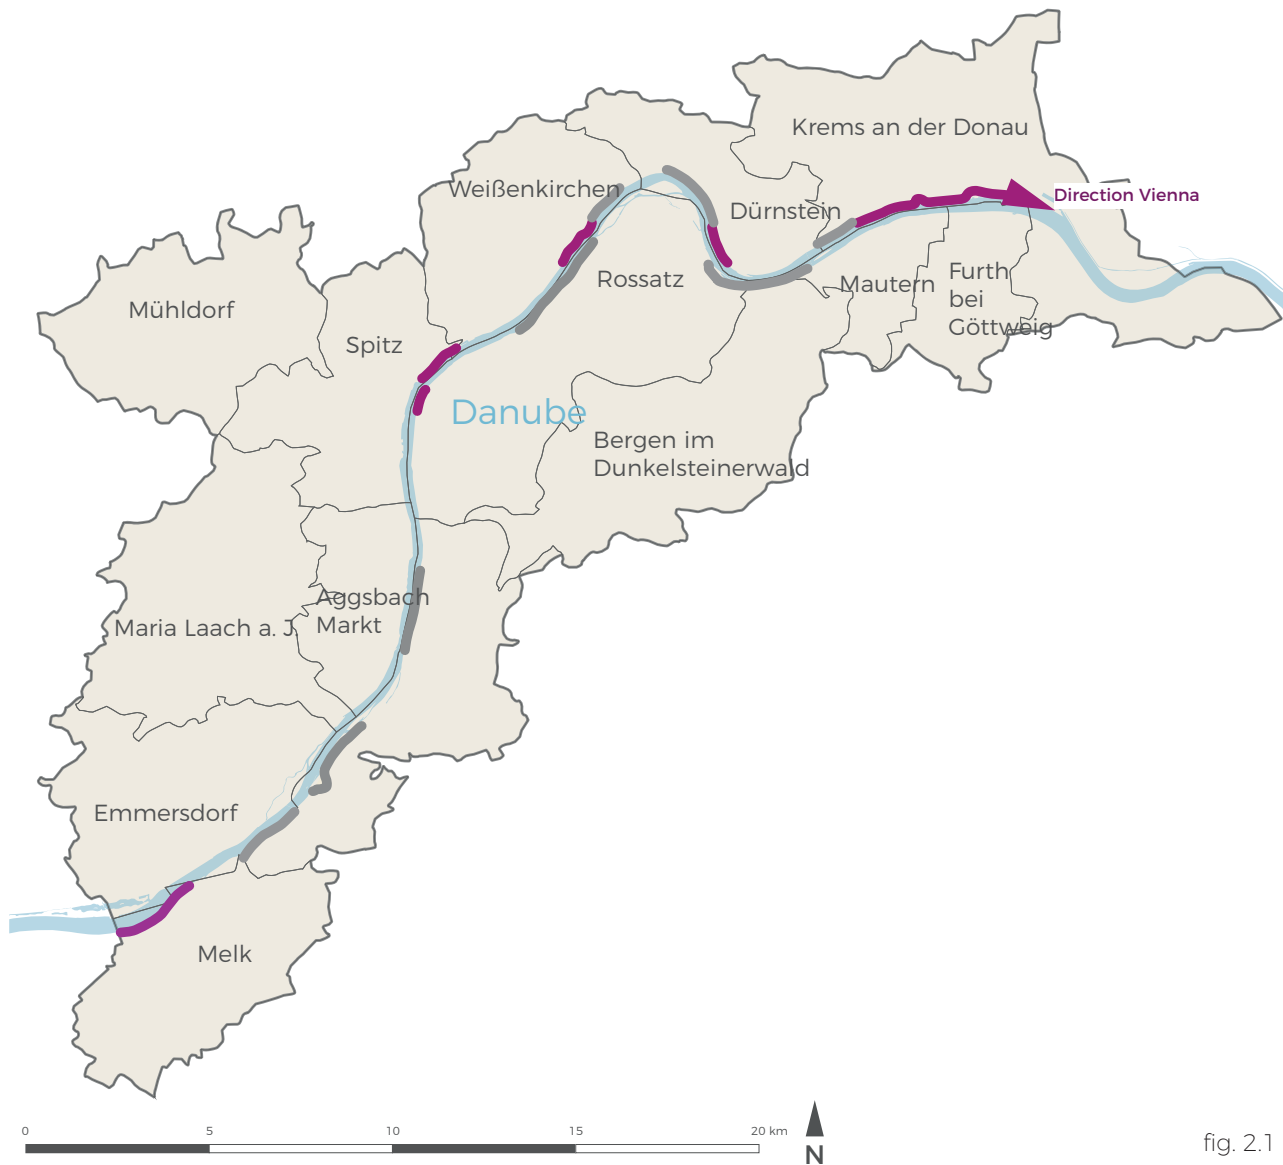 Krems an der Donau
Weißenkirchen
Direction Vienna
Dürnstein
Rossatz
Mautern
Furth
bei
Göttweig
Mühldorf
Spitz
Danube
Bergen im
Dunkelsteinerwald
Aggsbach
Markt
Maria Laach a. J.
Emmersdorf
Melk
0 5 10 15 20 km
N
fig. 2.1